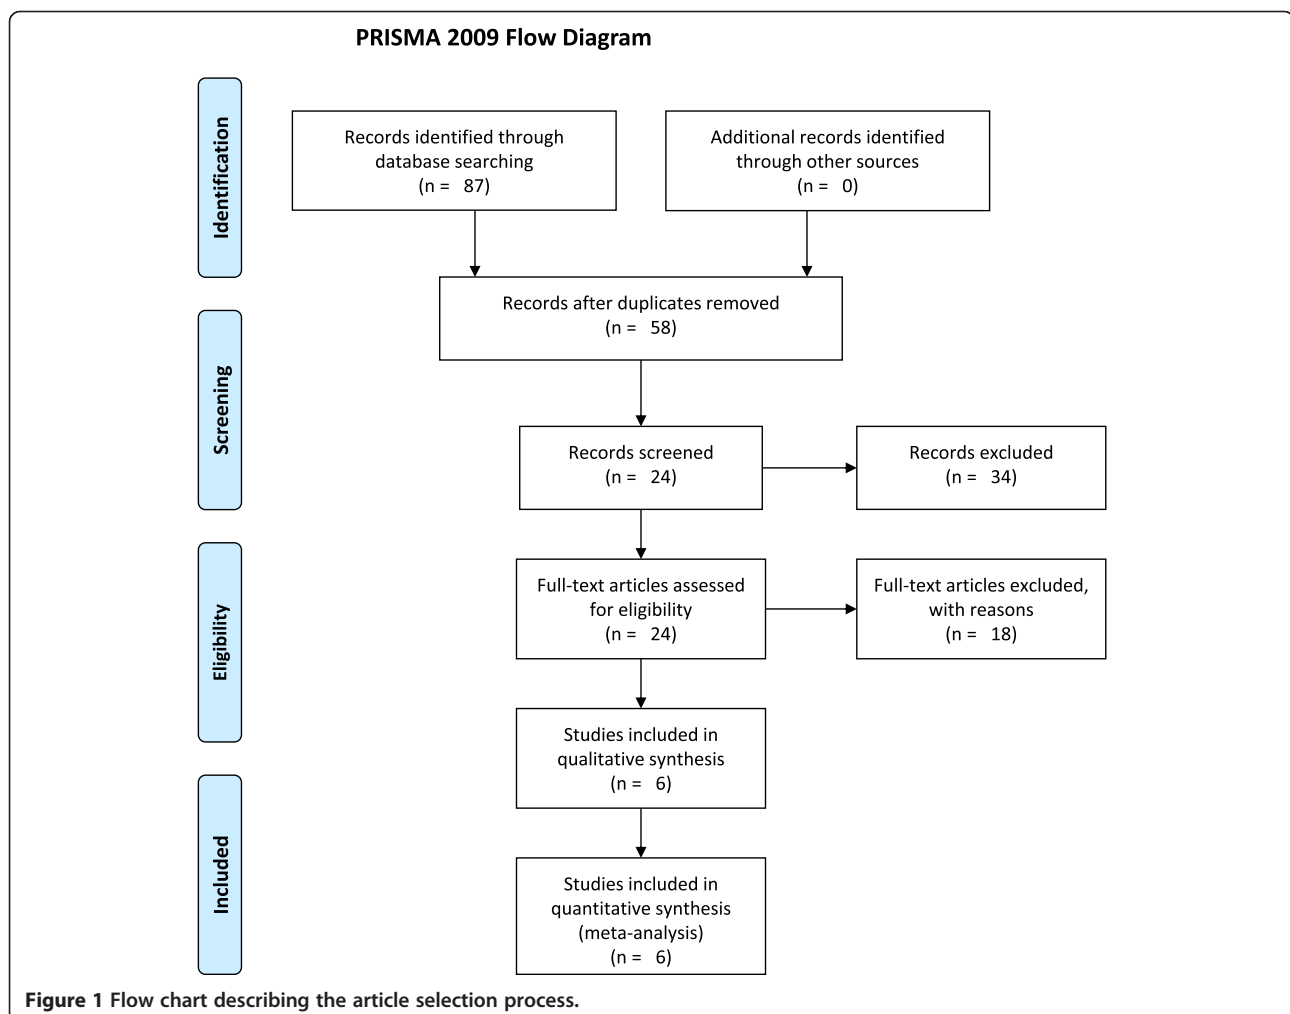 PRISMA 2009 Flow Diagram
Identification
Records identified through
database searching
(n = 87)
Additional records identified
through other sources
(n = 0)
Records after duplicates removed
(n = 58)
Screening
Records screened
(n = 24)
Records excluded
(n = 34)
Eligibility
Full-text articles assessed
for eligibility
(n = 24)
Full-text articles excluded,
with reasons
(n = 18)
Studies included in
qualitative synthesis
(n = 6)
Included
Studies included in
quantitative synthesis
(meta-analysis)
(n = 6)
Figure 1 Flow chart describing the article selection process.